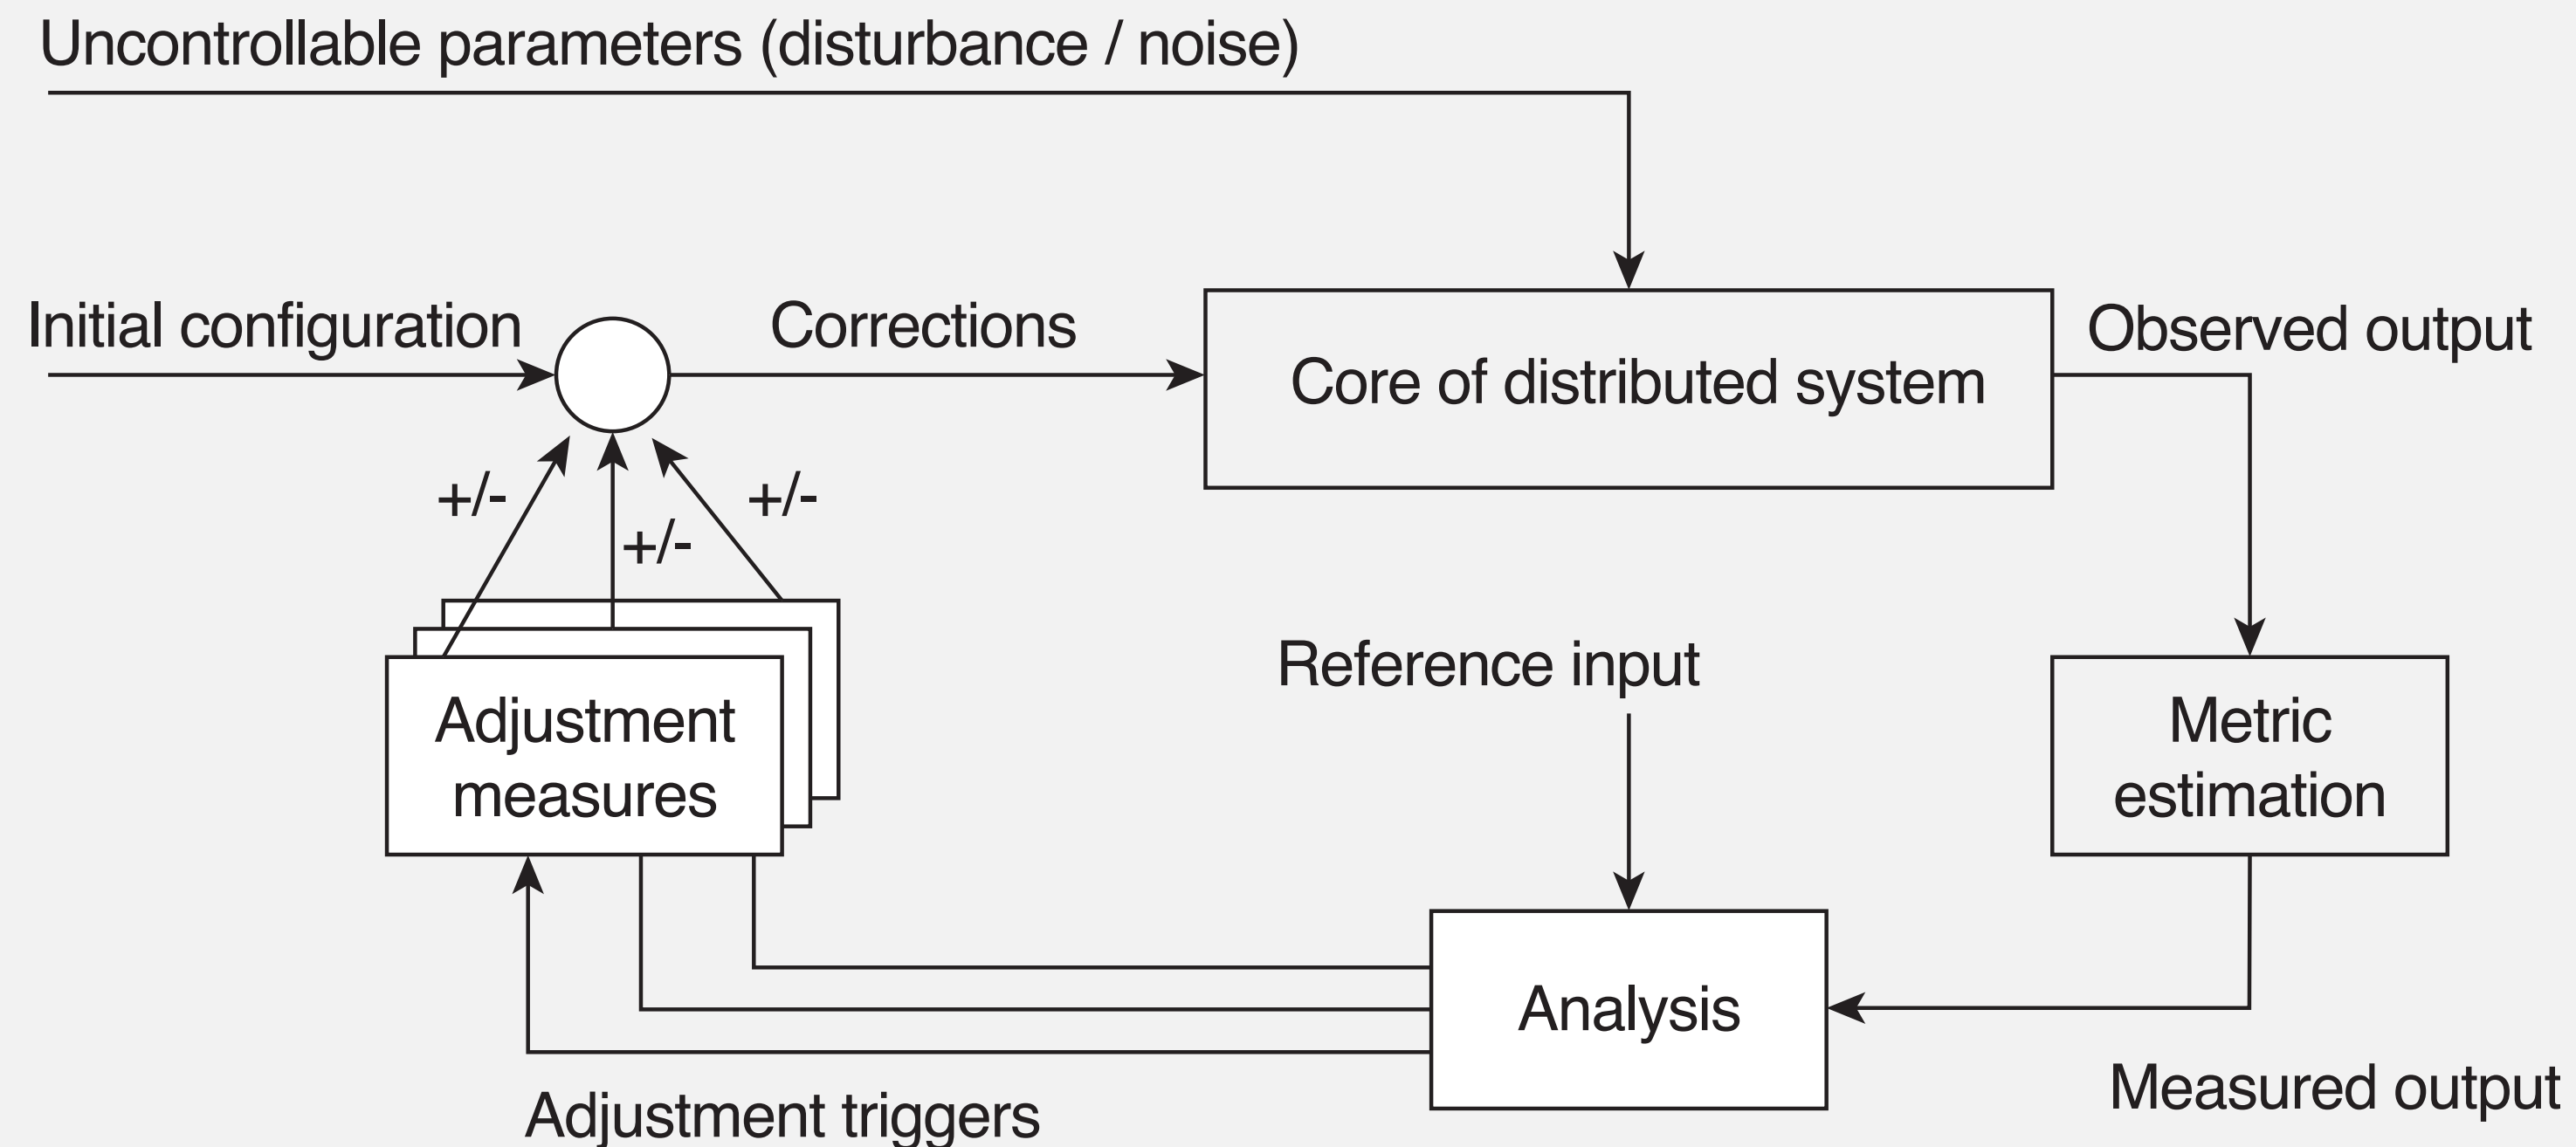 Uncontrollable parameters (disturbance / noise)
Initial configuration
Corrections
Core of distributed system
Observed output
+/-
+/-
+/-
Reference input
Adjustment
measures
Metric
estimation
Analysis
Measured output
Adjustment triggers